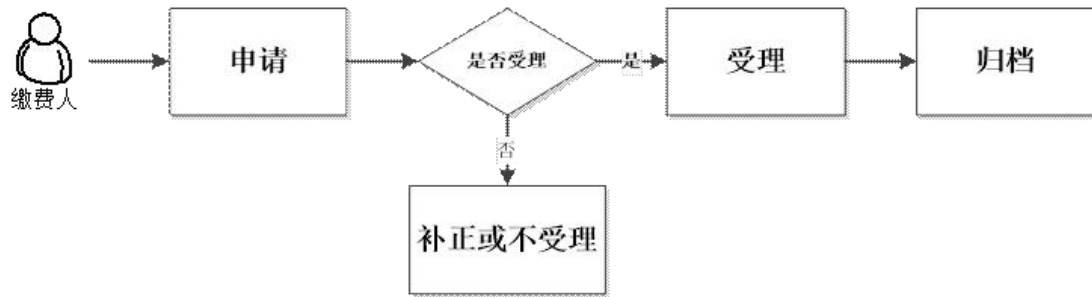 缴费人
申请
是否受理
是
受理
归档
否
补正或不受理